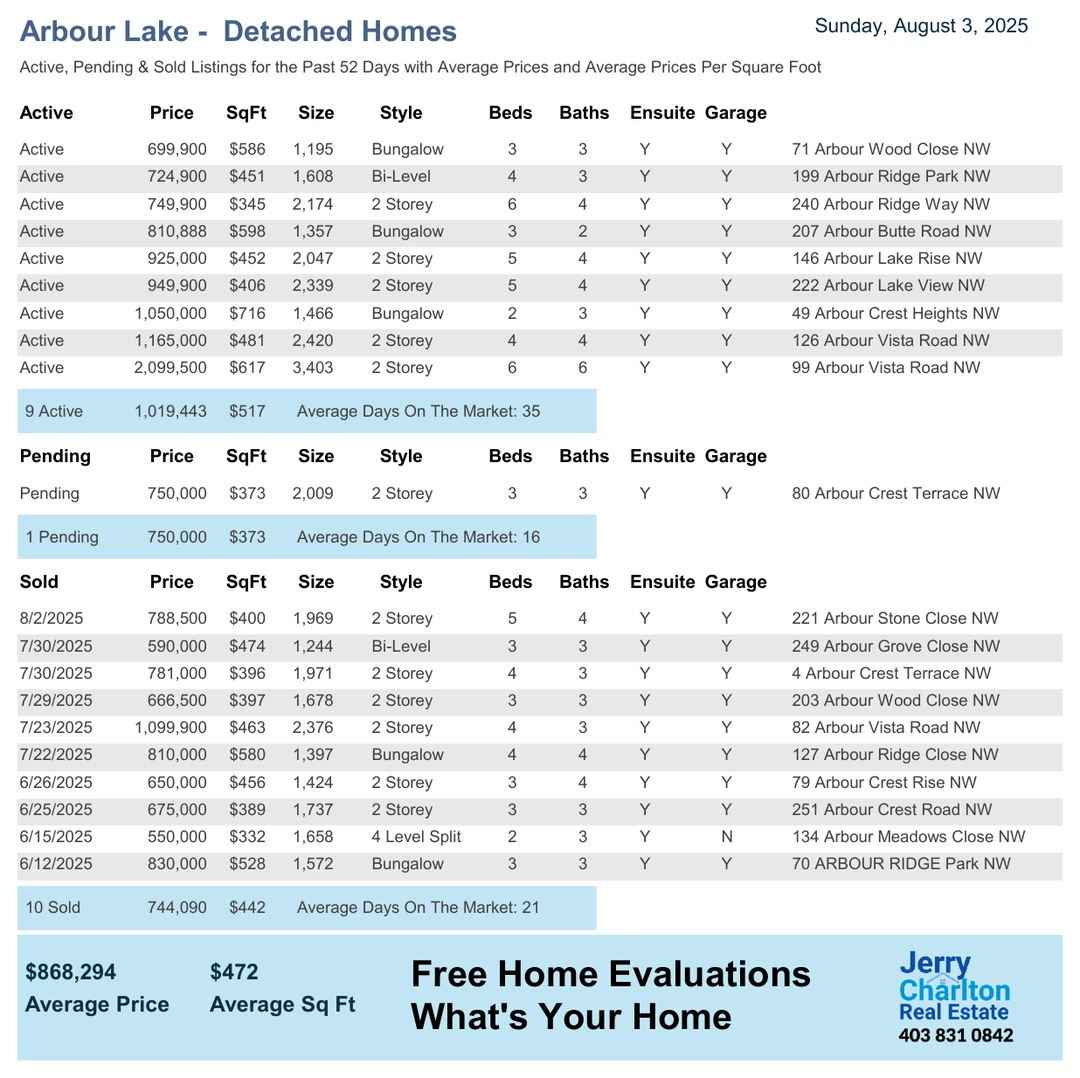 Arbour Lake - Detached Homes
Sunday, August 3, 2025
Active, Pending & Sold Listings for the Past 52 Days with Average Prices and Average Prices Per Square Foot
Active Price SqFt Size Style Beds Baths Ensuite Garage
Active 699,900 $586 1,195 Bungalow 3 3 Y Y 71 Arbour Wood Close NW
Active 724,900 $451 1,608 Bi-Level 4 3 Y Y 199 Arbour Ridge Park NW
Active 749,900 $345 2,174 2 Storey 6 4 Y Y 240 Arbour Ridge Way NW
Active 810,888 $598 1,357 Bungalow 3 2 Y Y 207 Arbour Butte Road NW
Active 925,000 $452 2,047 2 Storey 5 4 Y Y 146 Arbour Lake Rise NW
Active 949,900 $406 2,339 2 Storey 5 4 Y Y 222 Arbour Lake View NW
Active 1,050,000 $716 1,466 Bungalow 2 3 Y Y 49 Arbour Crest Heights NW
Active 1,165,000 $481 2,420 2 Storey 4 4 Y Y 126 Arbour Vista Road NW
Active 2,099,500 $617 3,403 2 Storey 6 6 Y Y 99 Arbour Vista Road NW
9 Active 1,019,443 $517 Average Days On The Market: 35
Pending Price SqFt Size Style Beds Baths Ensuite Garage
Pending 750,000 $373 2,009 2 Storey 3 3 Y Y 80 Arbour Crest Terrace NW
1 Pending 750,000 $373 Average Days On The Market: 16
Sold Price SqFt Size Style Beds Baths Ensuite Garage
8/2/2025 788,500 $400 1,969 2 Storey 5 4 Y Y 221 Arbour Stone Close NW
7/30/2025 590,000 $474 1,244 Bi-Level 3 3 Y Y 249 Arbour Grove Close NW
7/30/2025 781,000 $396 1,971 2 Storey 4 3 Y Y 4 Arbour Crest Terrace NW
7/29/2025 666,500 $397 1,678 2 Storey 3 3 Y Y 203 Arbour Wood Close NW
7/23/2025 1,099,900 $463 2,376 2 Storey 4 3 Y Y 82 Arbour Vista Road NW
7/22/2025 810,000 $580 1,397 Bungalow 4 4 Y Y 127 Arbour Ridge Close NW
6/26/2025 650,000 $456 1,424 2 Storey 3 4 Y Y 79 Arbour Crest Rise NW
6/25/2025 675,000 $389 1,737 2 Storey 3 3 Y Y 251 Arbour Crest Road NW
6/15/2025 550,000 $332 1,658 4 Level Split 2 3 Y N 134 Arbour Meadows Close NW
6/12/2025 830,000 $528 1,572 Bungalow 3 3 Y Y 70 ARBOUR RIDGE Park NW
10 Sold 744,090 $442 Average Days On The Market: 21
$868,294 $472
Average Price Average Sq Ft
Free Home Evaluations
What's Your Home
Jerry
Charlton
Real Estate
403 831 0842